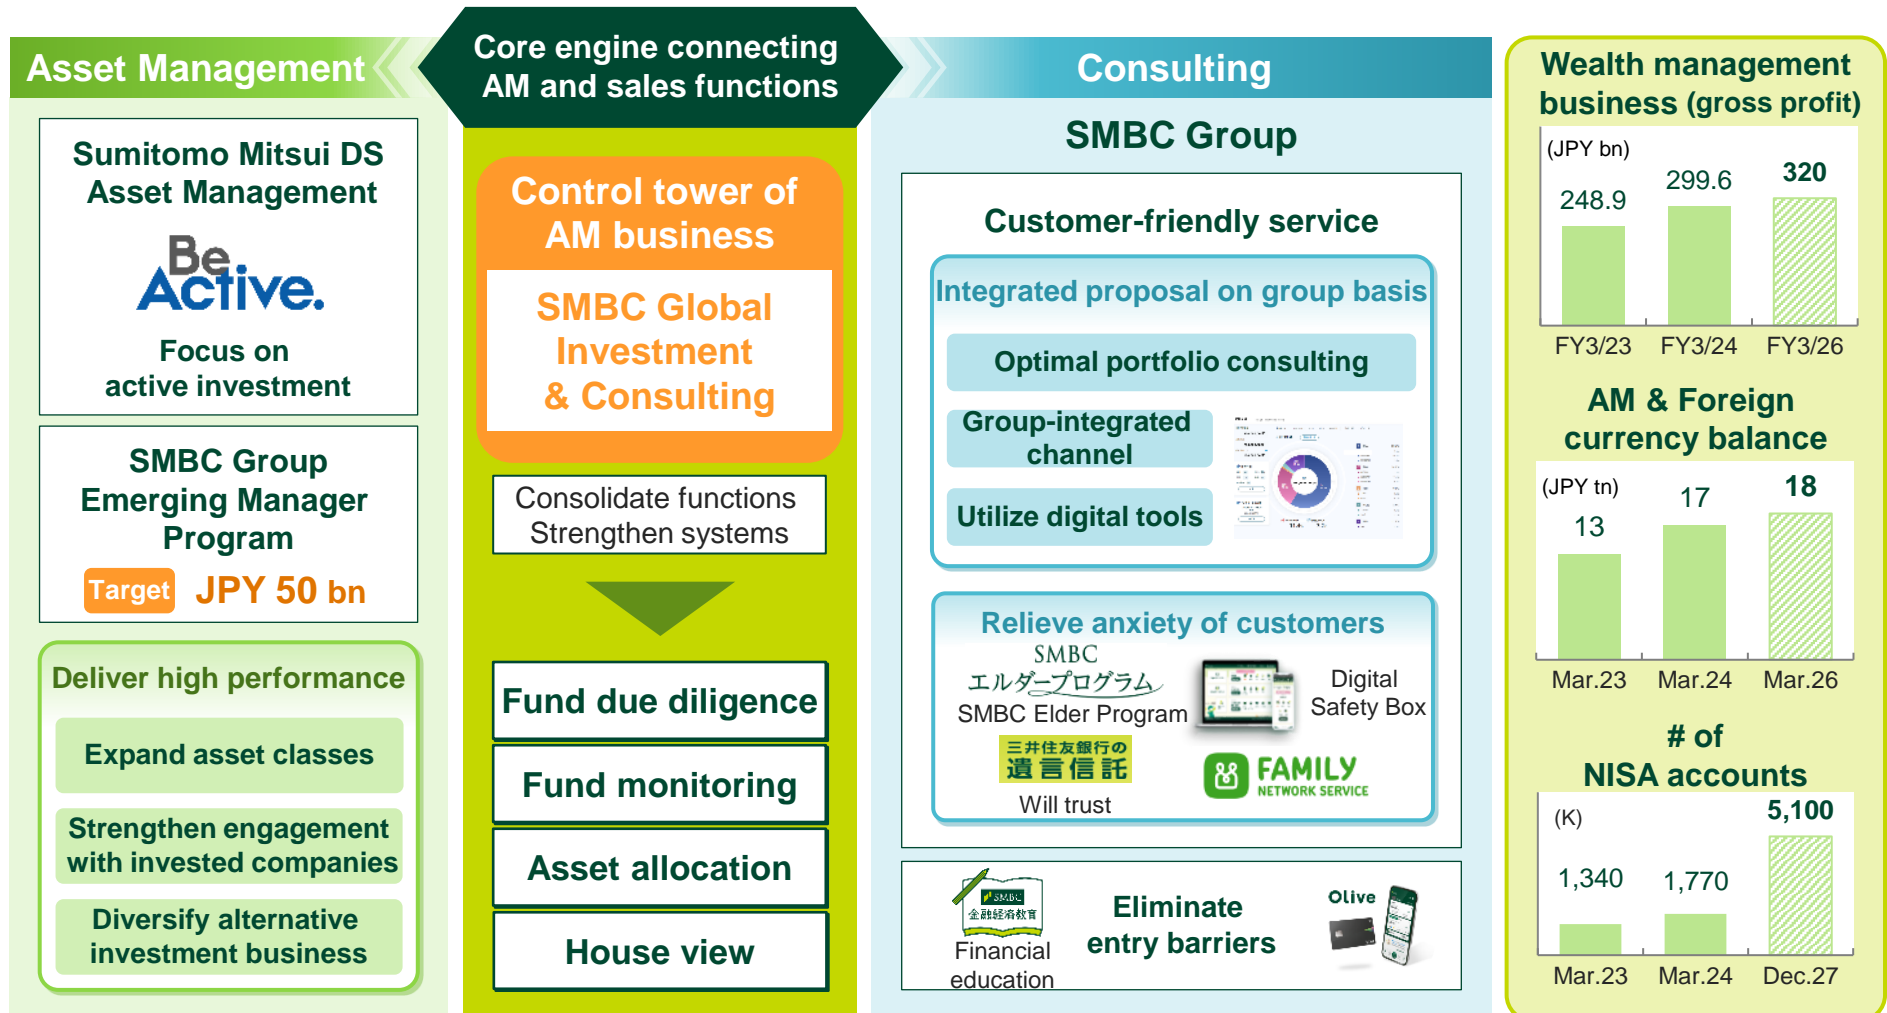 Asset Management
Sumitomo Mitsui DS
Asset Management
Be
Active.
Focus on
active investment
SMBC Group
Emerging Manager
Program
Target JPY 50 bn
Deliver high performance
Expand asset classes
Strengthen engagement
with invested companies
Diversify alternative
investment business
Core engine connecting
AM and sales functions
Control tower of
AM business
SMBC Global
Investment
& Consulting
Consolidate functions
Strengthen systems
Fund due diligence
Fund monitoring
Asset allocation
House view
Consulting
SMBC Group
Customer-friendly service
Integrated proposal on group basis
Optimal portfolio consulting
Group-integrated
channel
Utilize digital tools
Relieve anxiety of customers
SMBC
エルダープログラム
SMBC Elder Program
Digital
Safety Box
三井住友銀行の
遺言信託
Will trust
FAMILY
NETWORK SERVICE
SMBC
金融経済教育
Financial
education
Eliminate
entry barriers
Olive
Wealth management
business (gross profit)
(JPY bn)
248.9
299.6
320
FY3/23
FY3/24
FY3/26
AM & Foreign
currency balance
(JPY tn)
13
17
18
Mar.23
Mar.24
Mar.26
# of
NISA accounts
(K)
1,340
1,770
5,100
Mar.23
Mar.24
Dec.27